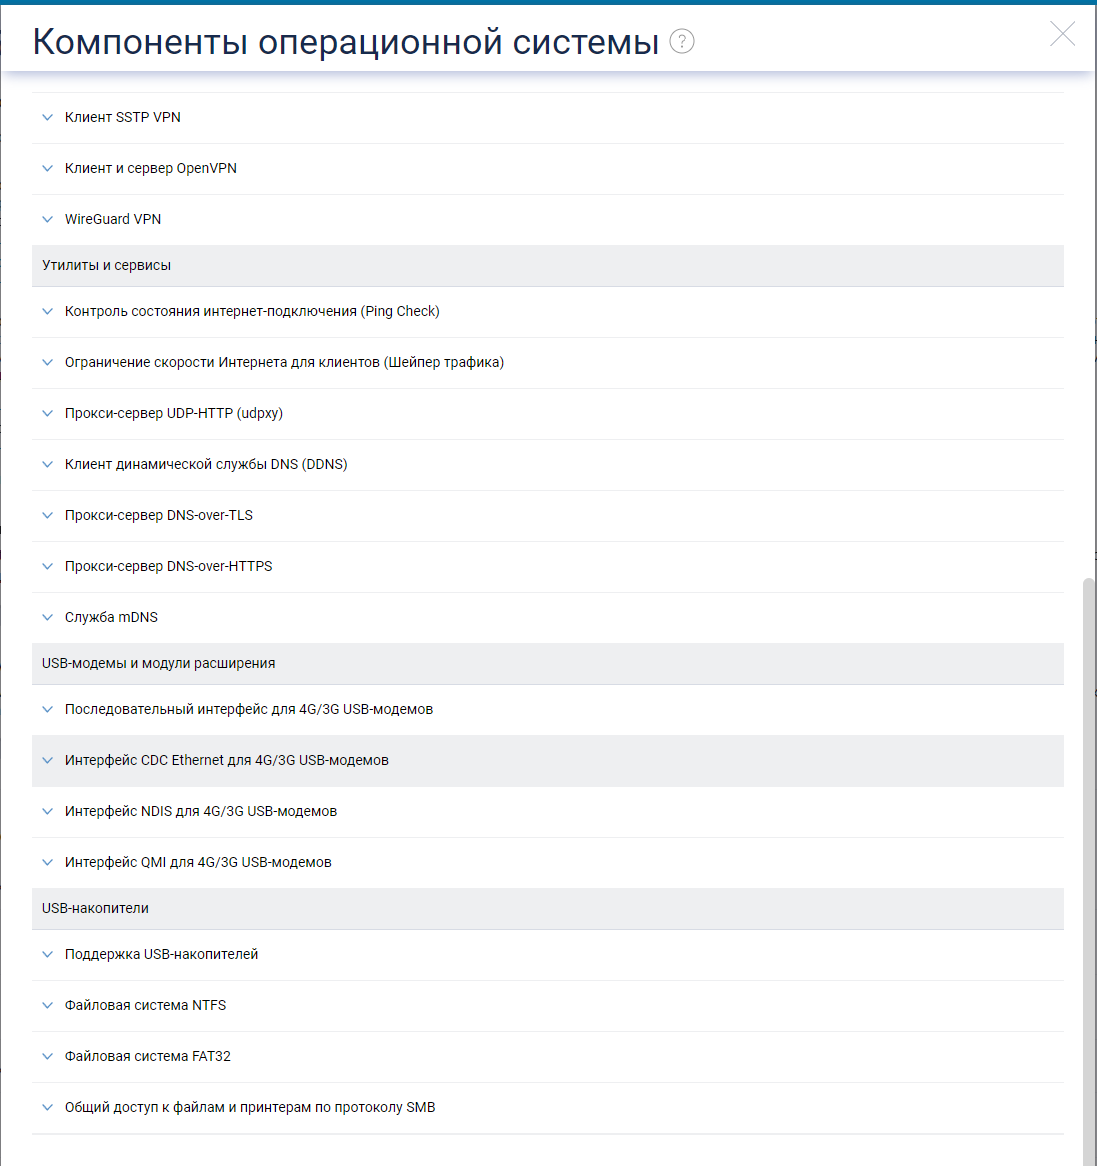 Компоненты операционной системы ?
Клиент SSTP VPN
Клиент и сервер OpenVPN
WireGuard VPN
Утилиты и сервисы
Контроль состояния интернет-подключения (Ping Check)
Ограничение скорости Интернета для клиентов (Шейпер трафика)
Прокси-сервер UDP-HTTP (udpxy)
Клиент динамической службы DNS (DDNS)
Прокси-сервер DNS-over-TLS
Прокси-сервер DNS-over-HTTPS
Служба mDNS
USB-модемы и модули расширения
Последовательный интерфейс для 4G/3G USB-модемов
Интерфейс CDC Ethernet для 4G/3G USB-модемов
Интерфейс NDIS для 4G/3G USB-модемов
Интерфейс QMI для 4G/3G USB-модемов
USB-накопители
Поддержка USB-накопителей
Файловая система NTFS
Файловая система FAT32
Общий доступ к файлам и принтерам по протоколу SMB